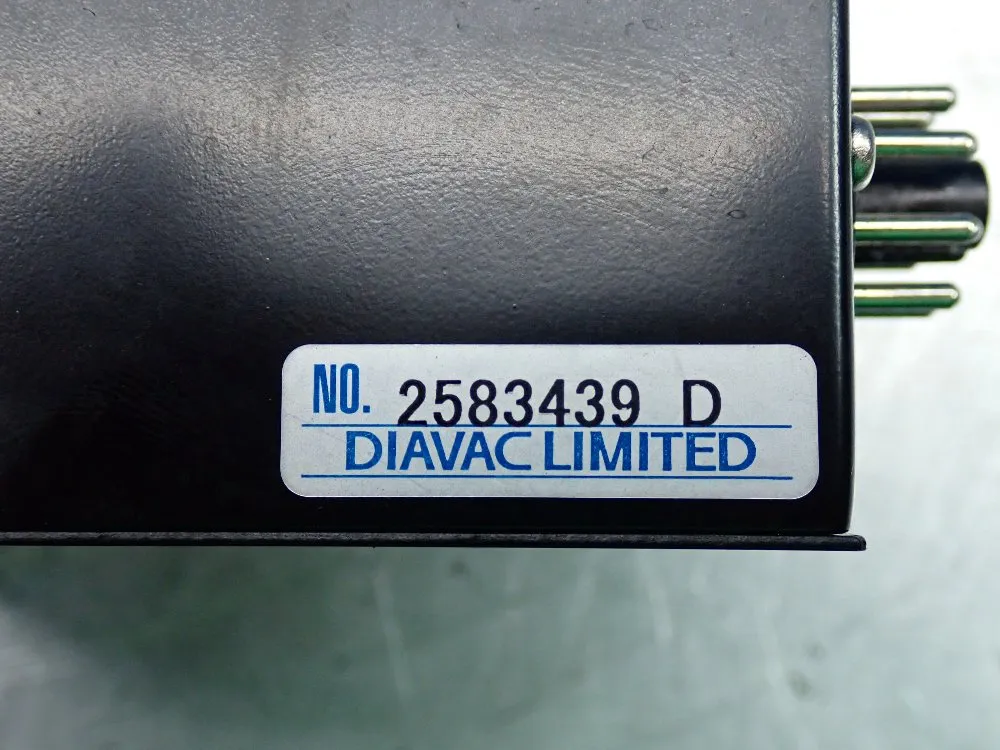 NO. 2583439 D
DIAVAC LIMITED